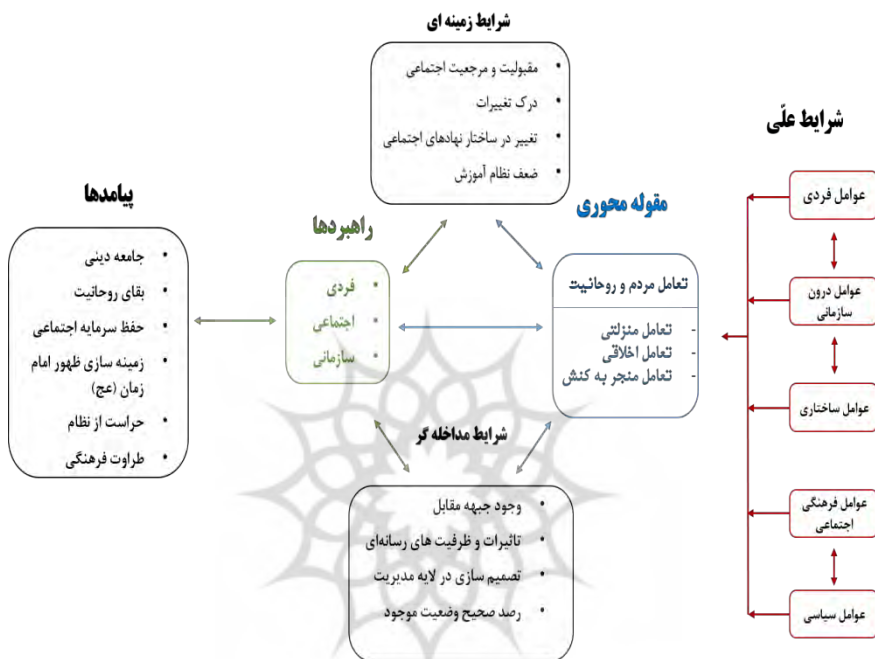 شرایط زمینه ای
• مقبولیت و مرجعیت اجتماعی
• درک تغییرات
• تغییر در ساختار نهادهای اجتماعی
• ضعف نظام آموزش
شرایط علّی
عوامل فردی
عوامل درون
سازمانی
عوامل ساختاری
عوامل فرهنگی
اجتماعی
عوامل سیاسی
مقوله محوری
تعامل مردم و روحانیت
- تعامل منزلتی
- تعامل اخلاقی
- تعامل منجر به کنش
راهبردها
• فردی
• اجتماعی
• سازمانی
پیامدها
• جامعه دینی
• بقای روحانیت
• حفظ سرمایه اجتماعی
• زمینه سازی ظهور امام
زمان (عج)
• حراست از نظام
• طراوت فرهنگی
شرایط مداخله گر
• وجود جبهه مقابل
• تاثیرات و ظرفیت های رسانه‌ای
• تصمیم سازی در لایه مدیریت
• رصد صحیح وضعیت موجود